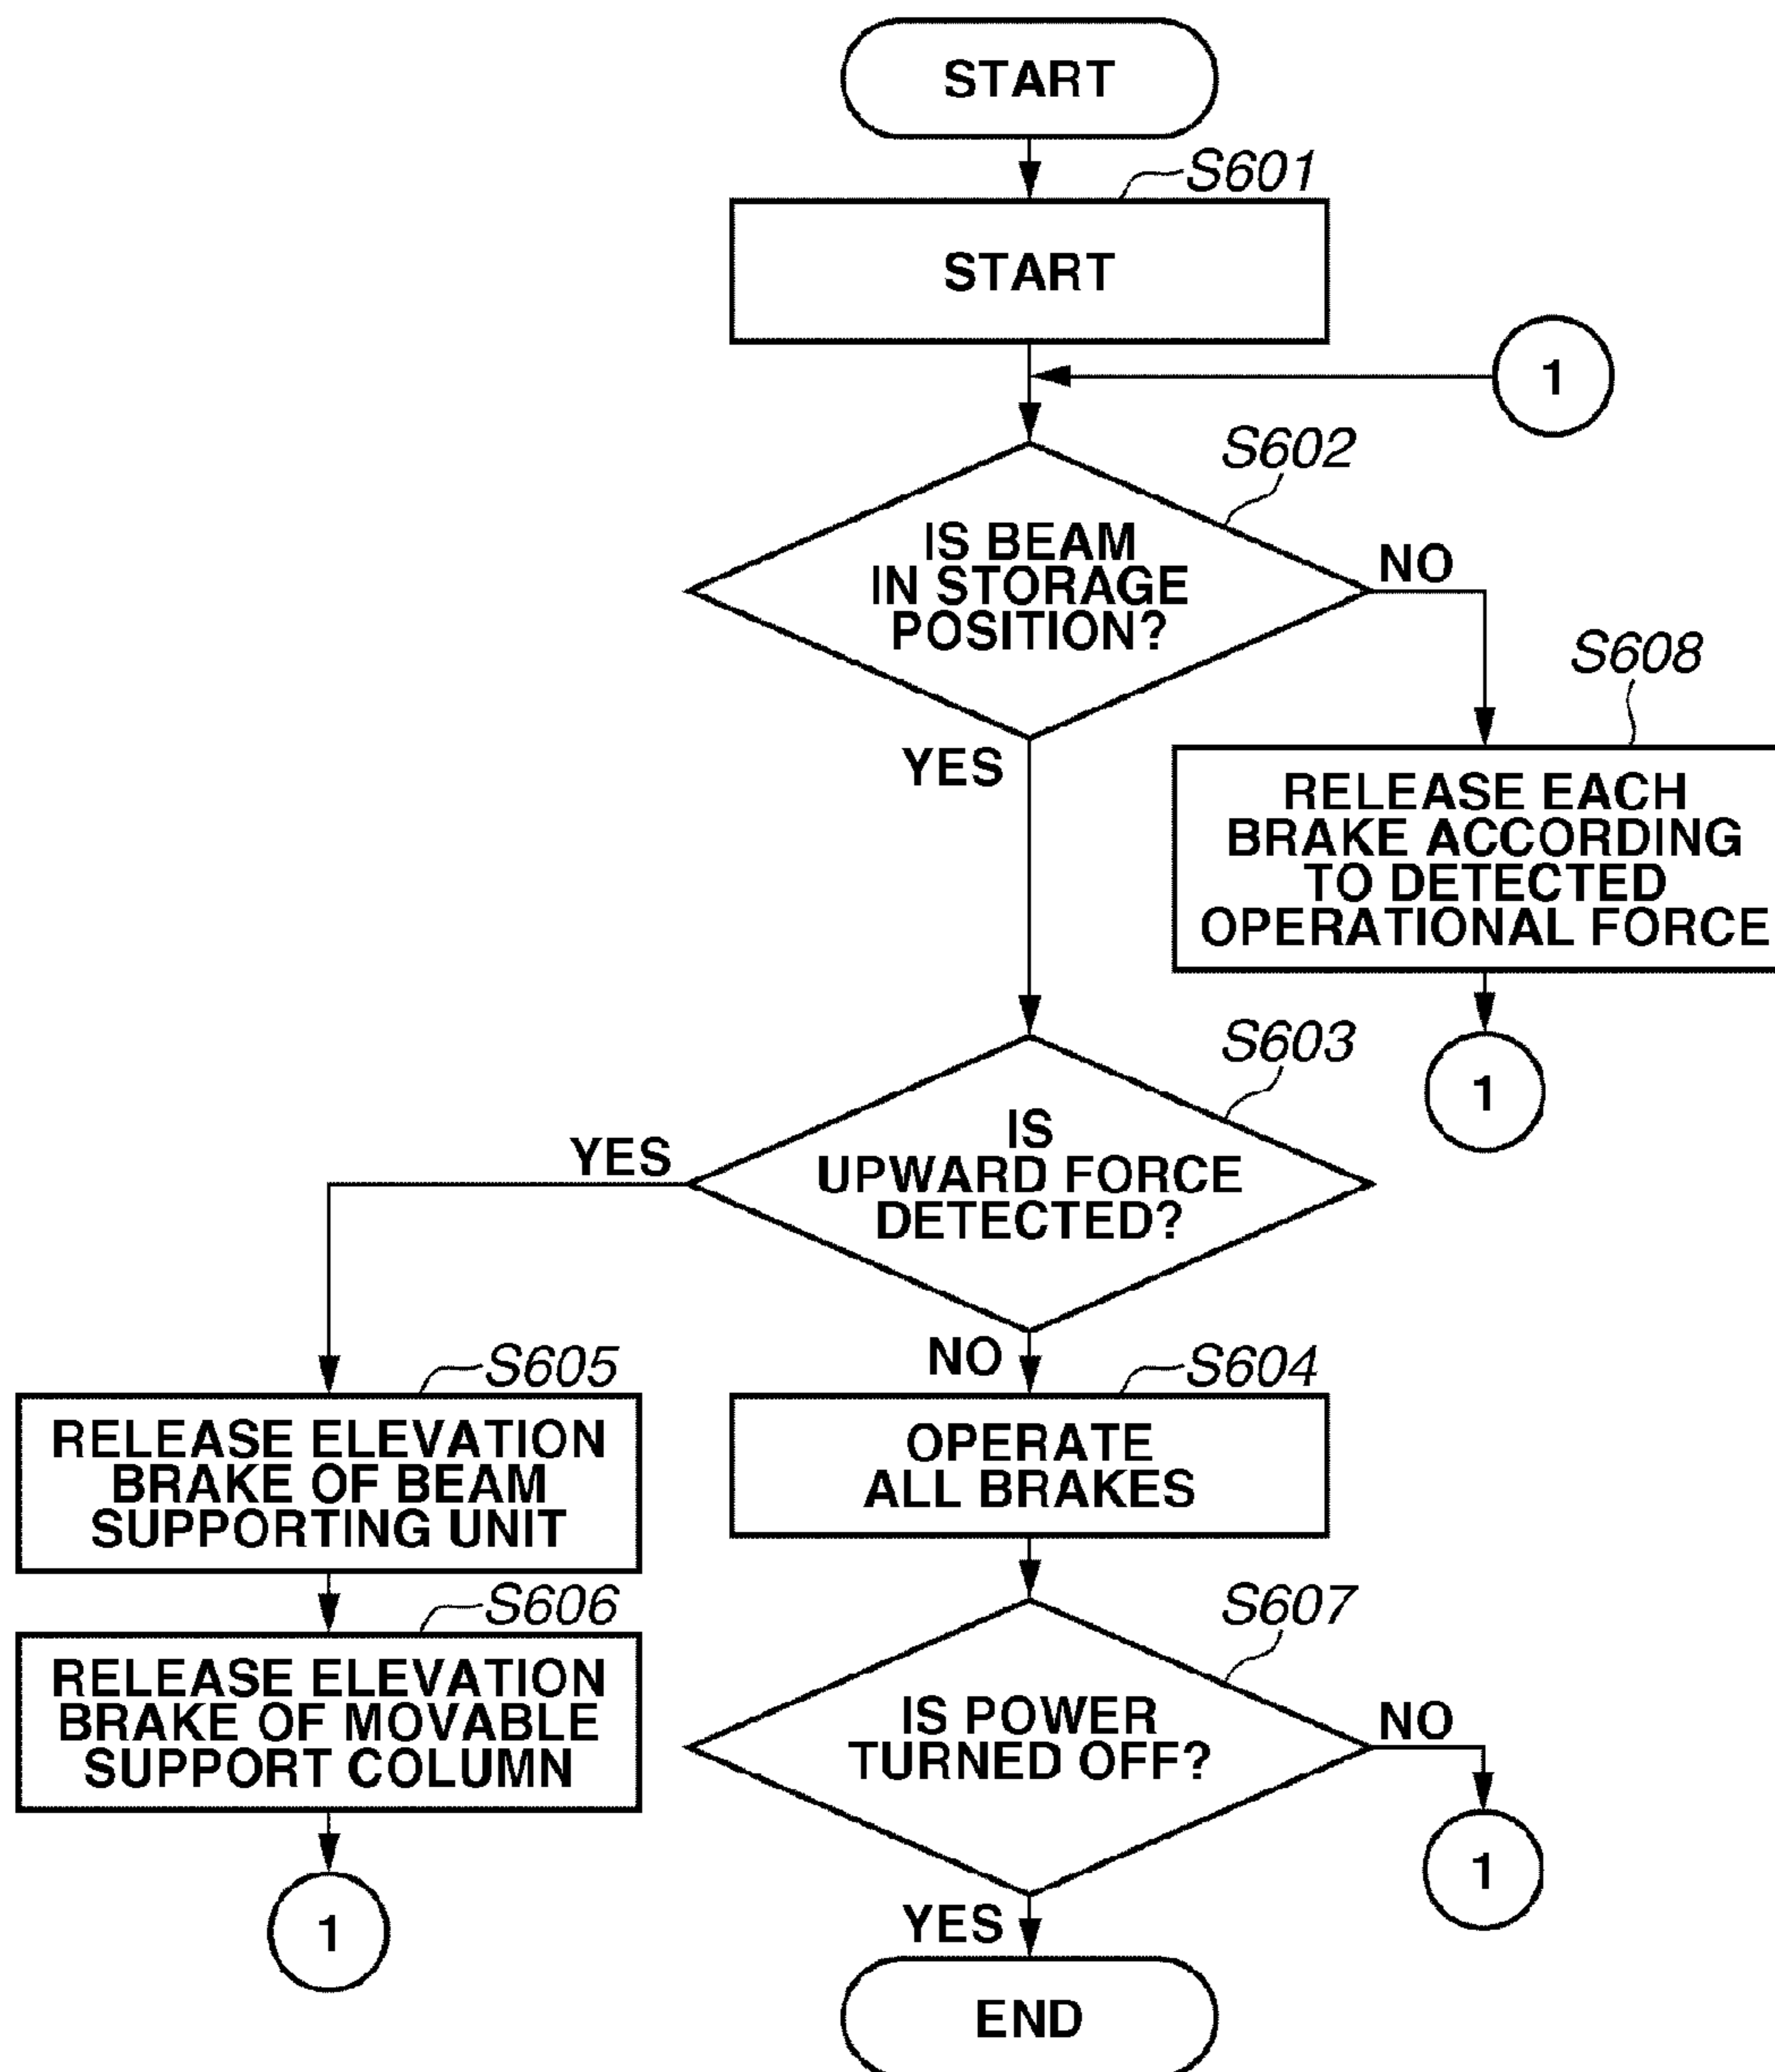 START
S601
START
1
S602
IS BEAM
IN STORAGE
POSITION?
NO
YES
S608
RELEASE EACH
BRAKE ACCORDING
TO DETECTED
OPERATIONAL FORCE
1
S603
IS
UPWARD FORCE
DETECTED?
YES
NO
S605
RELEASE ELEVATION
BRAKE OF BEAM
SUPPORTING UNIT
S604
OPERATE
ALL BRAKES
S606
RELEASE ELEVATION
BRAKE OF MOVABLE
SUPPORT COLUMN
1
S607
IS POWER
TURNED OFF?
NO
1
YES
END